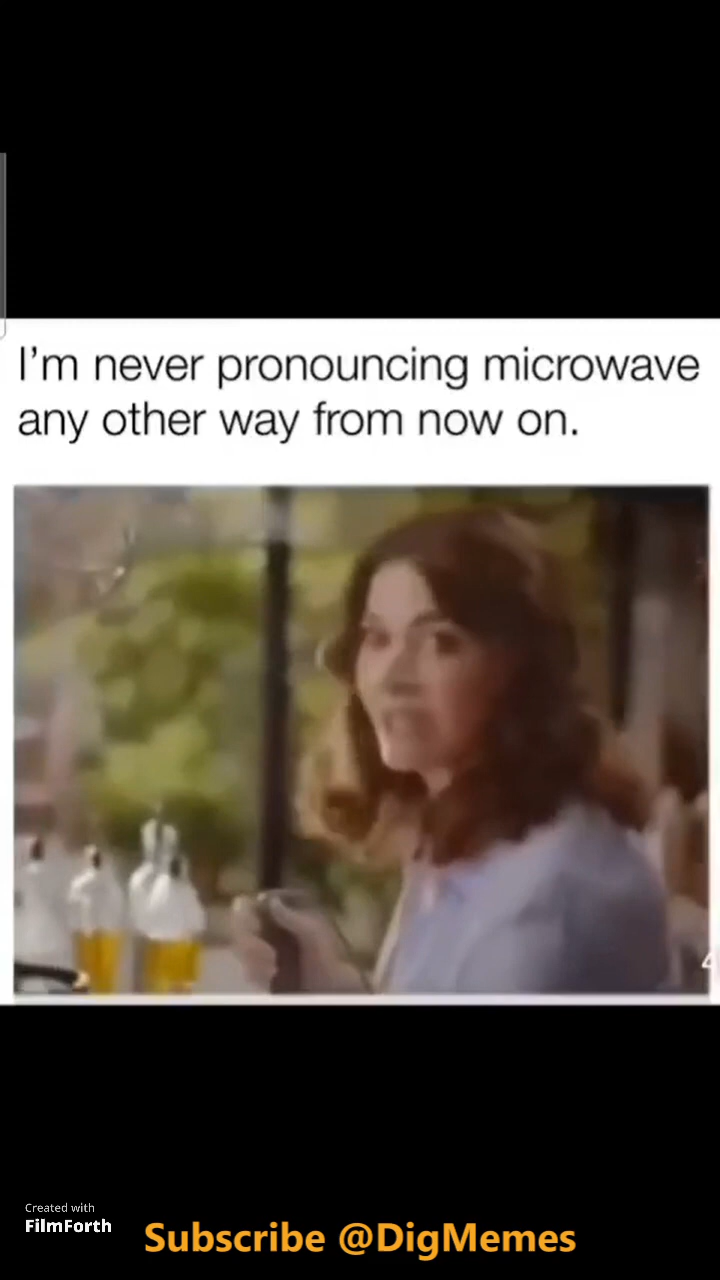 I'm never pronouncing microwave
any other way from now on.
Created with
FilmForth
Subscribe @DigMemes